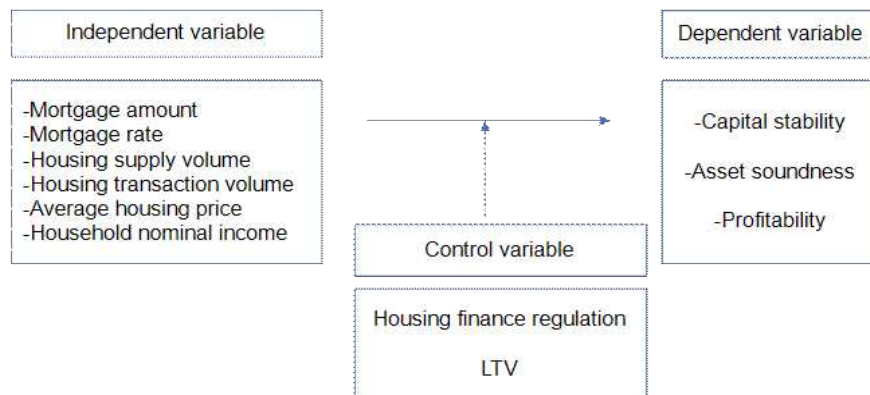 Independent variable
Dependent variable
-Mortgage amount
-Mortgage rate
-Housing supply volume
-Housing transaction volume
-Average housing price
-Household nominal income
-Capital stability
-Asset soundness
-Profitability
Control variable
Housing finance regulation
LTV